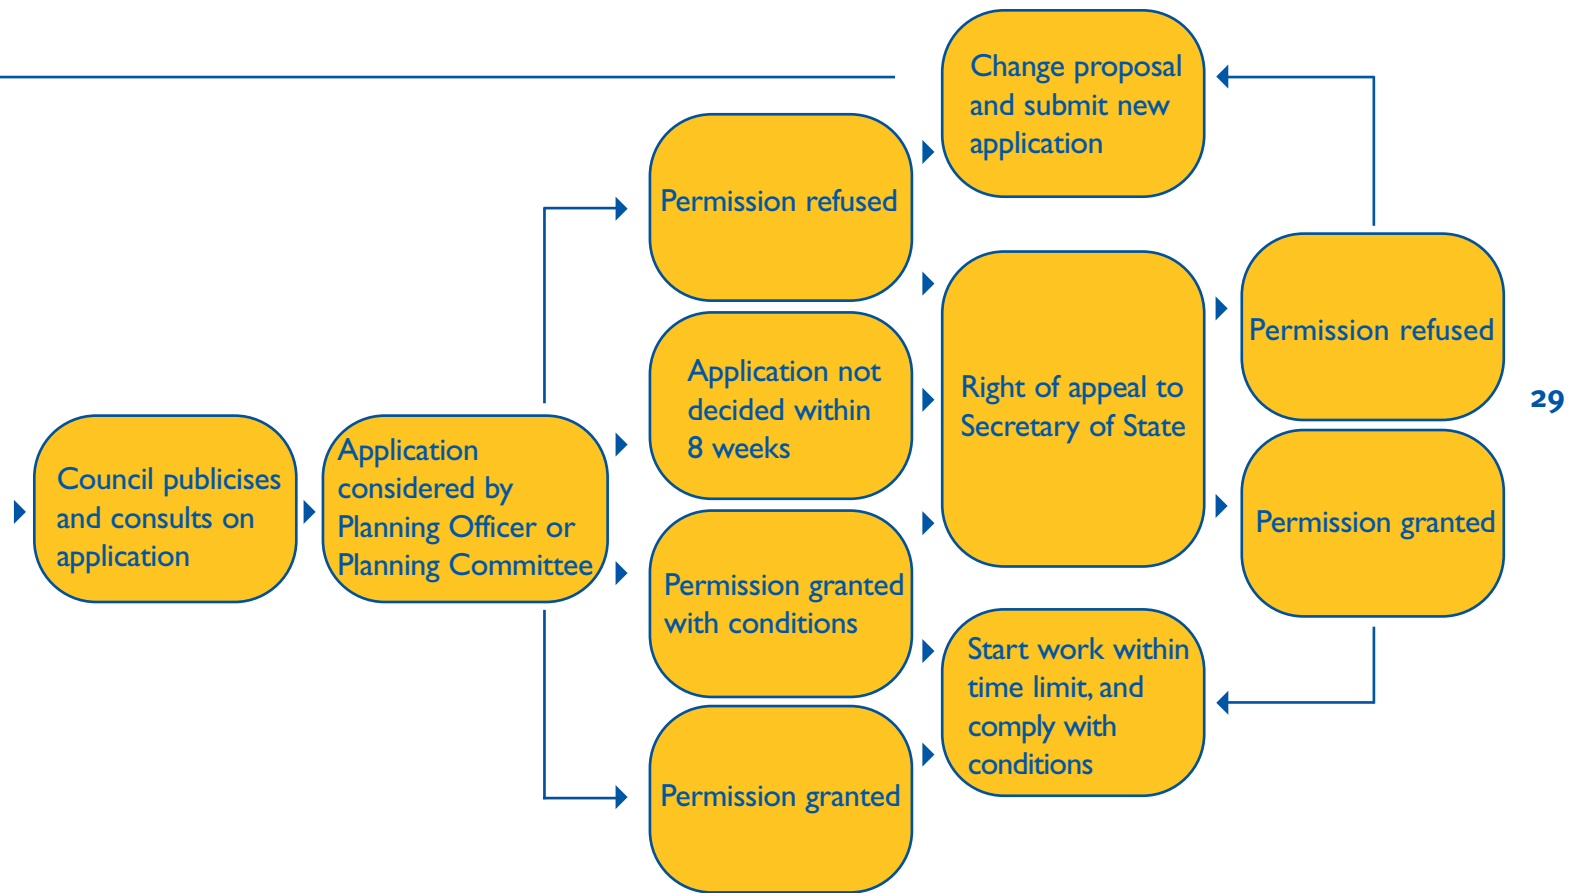 Council publicises
and consults on
application
Application
considered by
Planning Officer or
Planning Committee
Permission refused
Application not
decided within
8 weeks
Permission granted
with conditions
Permission granted
Change proposal
and submit new
application
Right of appeal to
Secretary of State
Start work within
time limit, and
comply with
conditions
Permission refused
Permission granted
29